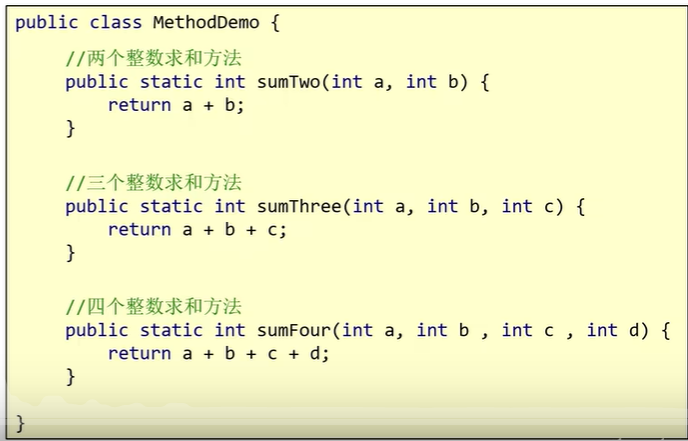 public class MethodDemo {
//两个整数求和方法
public static int sumTwo(int a, int b) {
return a + b;
}
//三个整数求和方法
public static int sumThree(int a, int b, int c) {
return a + b + c;
}
//四个整数求和方法
public static int sumFour(int a, int b , int c , int d) {
return a + b + c + d;
}
}